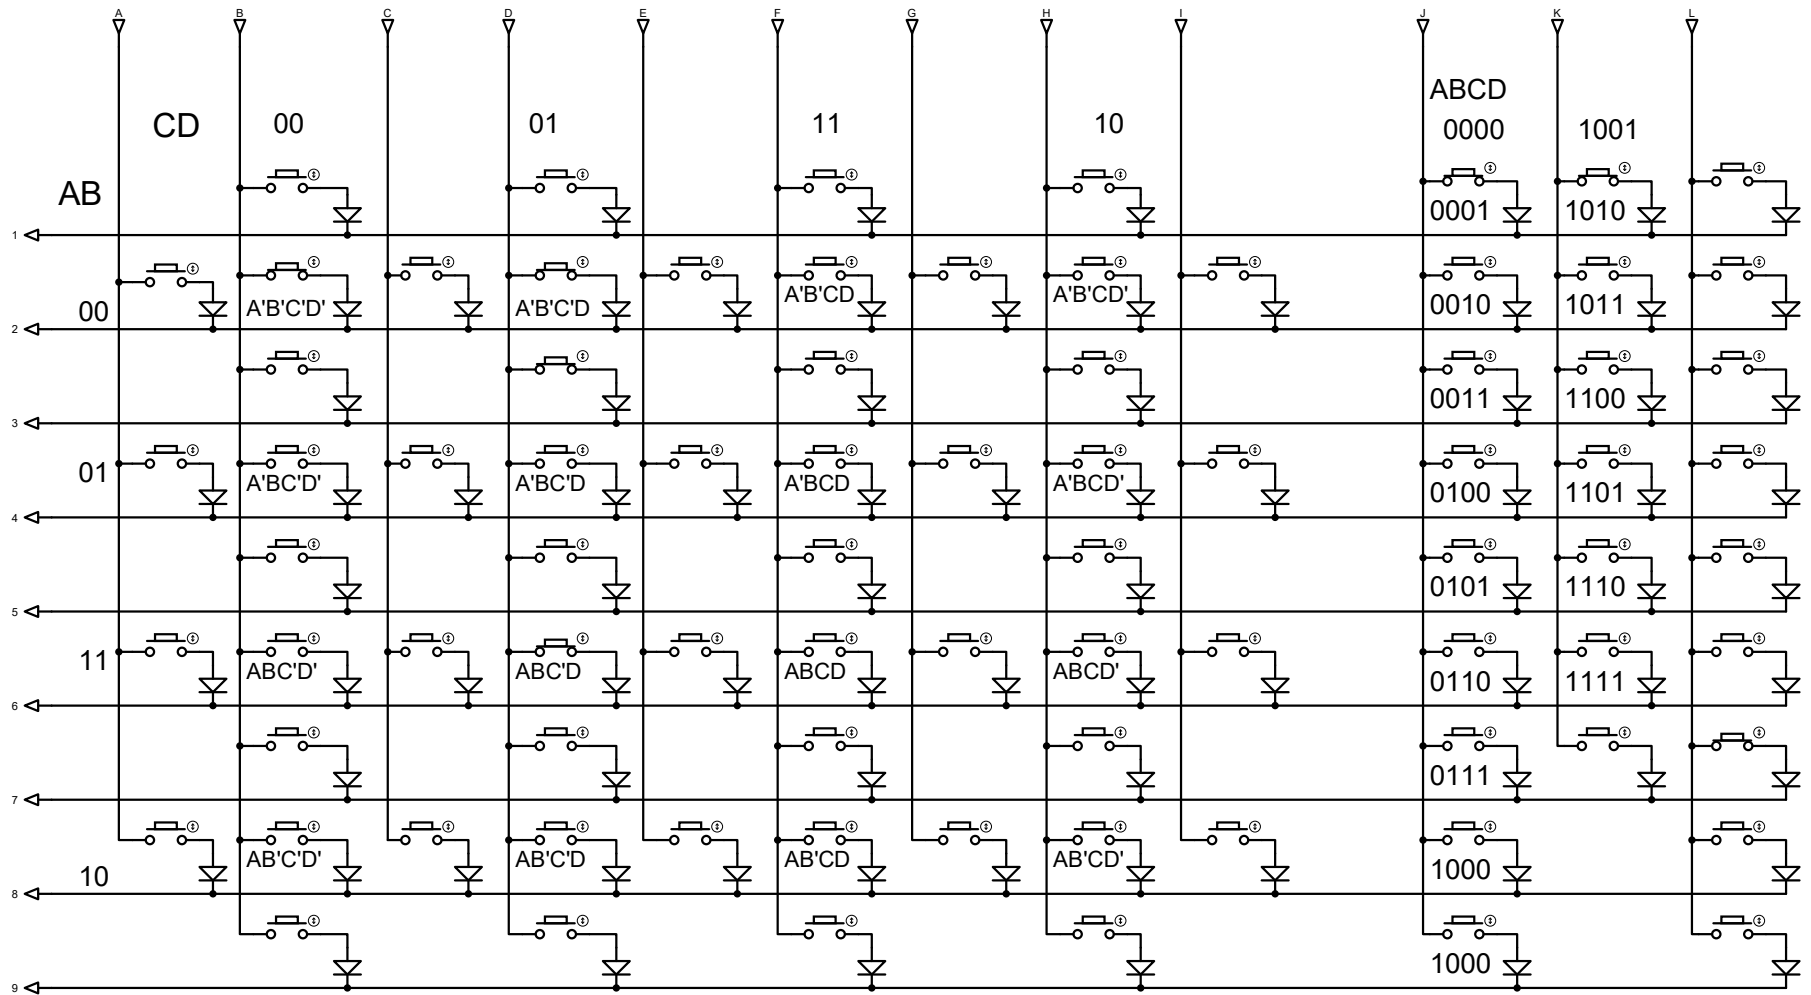 A B C D E F G H I J K L
ABCD
CD 00 01 11 10 0000 1001
AB 0001 1010
1
00 A'B'C'D' A'B'C'D A'B'CD A'B'CD' 0010 1011
2
0011 1100
3
01 A'BC'D' A'BC'D A'BCD A'BCD' 0100 1101
4
0101 1110
5
11 ABC'D' ABC'D ABCD ABCD' 0110 1111
6
0111
7
10 AB'C'D' AB'C'D AB'CD AB'CD' 1000
8
1000
9